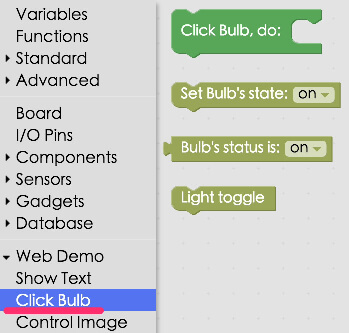 Variables
Functions
Standard
Advanced
Board
I/O Pins
Components
Sensors
Gadgets
Database
Web Demo
Show Text
Click Bulb
Control Image
Click Bulb, do:
Set Bulb's state: on
Bulb's status is: on
Light toggle